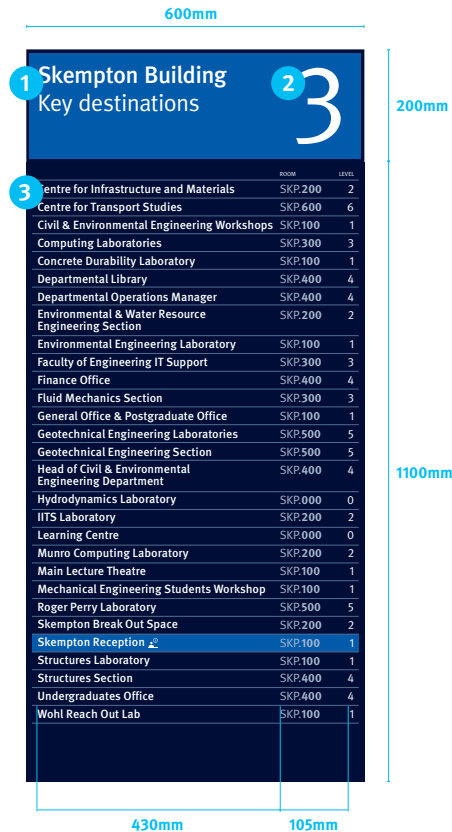 600mm
1 Skempton Building 2 3
Key destinations
200mm
ROOM LEVEL
3
Centre for Infrastructure and Materials SKP.200 2
Centre for Transport Studies SKP.600 6
Civil & Environmental Engineering Workshops SKP.100 1
Computing Laboratories SKP.300 3
Concrete Durability Laboratory SKP.100 1
Departmental Library SKP.400 4
Departmental Operations Manager SKP.400 4
Environmental & Water Resource SKP.200 2
Engineering Section
Environmental Engineering Laboratory SKP.100 1
Faculty of Engineering IT Support SKP.300 3
Finance Office SKP.400 4
Fluid Mechanics Section SKP.300 3
General Office & Postgraduate Office SKP.100 1
Geotechnical Engineering Laboratories SKP.500 5
Geotechnical Engineering Section SKP.500 5
Head of Civil & Environmental SKP.400 4
Engineering Department
1100mm
Hydrodynamics Laboratory SKP.000 0
IITS Laboratory SKP.200 2
Learning Centre SKP.000 0
Munro Computing Laboratory SKP.200 2
Main Lecture Theatre SKP.100 1
Mechanical Engineering Students Workshop SKP.100 1
Roger Perry Laboratory SKP.500 5
Skempton Break Out Space SKP.200 2
Skempton Reception SKP.100 1
Structures Laboratory SKP.100 1
Structures Section SKP.400 4
Undergraduates Office SKP.400 4
Wohl Reach Out Lab SKP.100 1
430mm 105mm